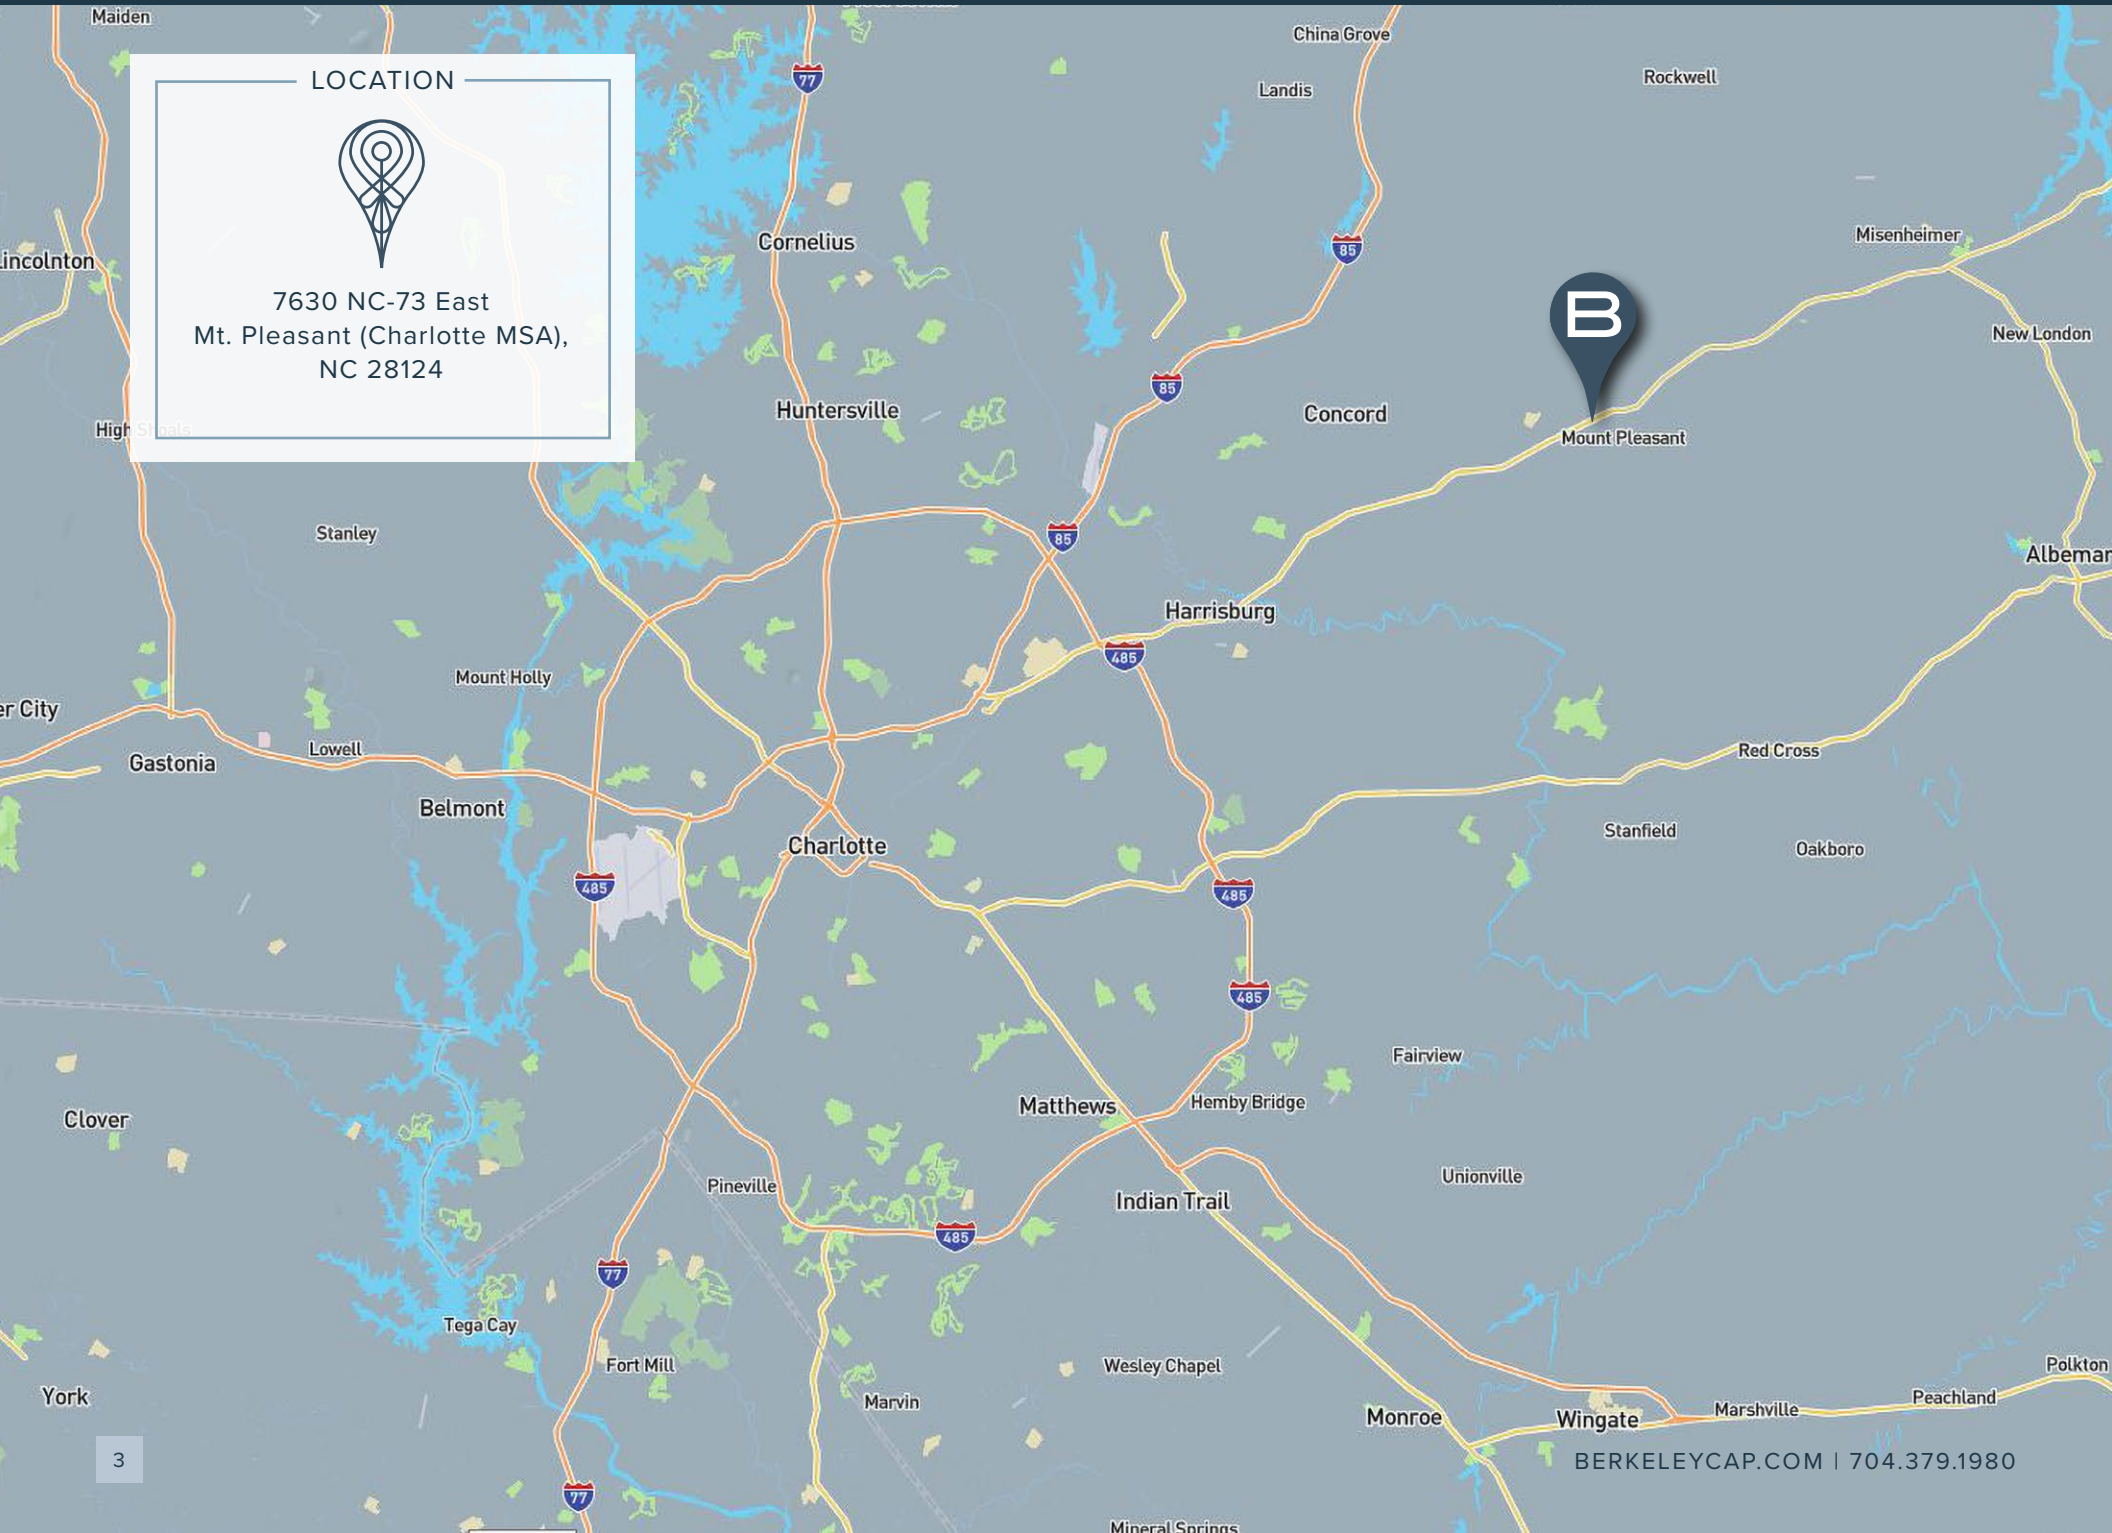 Maiden
China Grove
Rockwell
LOCATION
77
Landis
7630 NC-73 East
Mt. Pleasant (Charlotte MSA),
NC 28124
Cornelius
85
Misenheimer
B
New London
85
Huntersville
Concord
Mount Pleasant
High Shoals
Stanley
85
Albemar
Harrisburg
485
Mount Holly
Lowell
Gastonia
Red Cross
Belmont
Charlotte
Stanfield
Oakboro
485
485
485
Fairview
Clover
Matthews
Hemby Bridge
Pineville
Unionville
Indian Trail
485
77
Tega Cay
Fort Mill
Wesley Chapel
Polkton
York
Marvin
Peachland
Monroe
Wingate
Marshville
3
BERKELEYCAP.COM | 704.379.1980
77
Mineral Springs
incolnton
er City